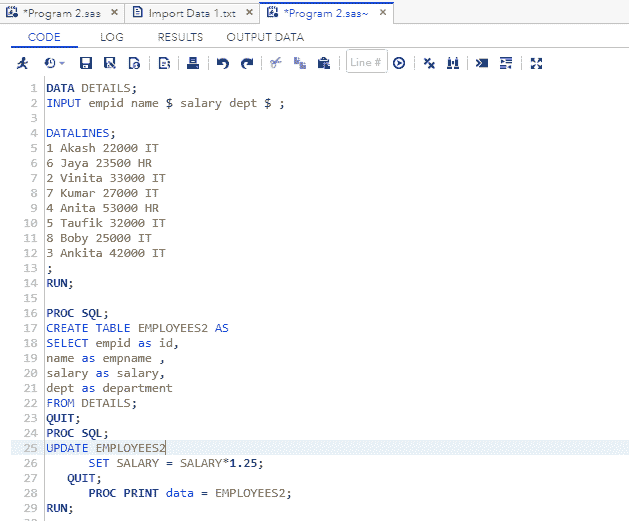 *Program 2.sas × Import Data 1.txt × *Program 2.sas~ ×
CODE LOG RESULTS OUTPUT DATA
Line #
1 DATA DETAILS;
2 INPUT empid name $ salary dept $ ;
3
4 DATALINES;
5 1 Akash 22000 IT
6 6 Jaya 23500 HR
7 2 Vinita 33000 IT
8 7 Kumar 27000 IT
9 4 Anita 53000 HR
10 5 Taufik 32000 IT
11 8 Boby 25000 IT
12 3 Ankita 42000 IT
13 ;
14 RUN;
15
16 PROC SQL;
17 CREATE TABLE EMPLOYEES2 AS
18 SELECT empid as id,
19 name as empname ,
20 salary as salary,
21 dept as department
22 FROM DETAILS;
23 QUIT;
24 PROC SQL;
25 UPDATE EMPLOYEES2
26 SET SALARY = SALARY*1.25;
27 QUIT;
28 PROC PRINT data = EMPLOYEES2;
29 RUN;